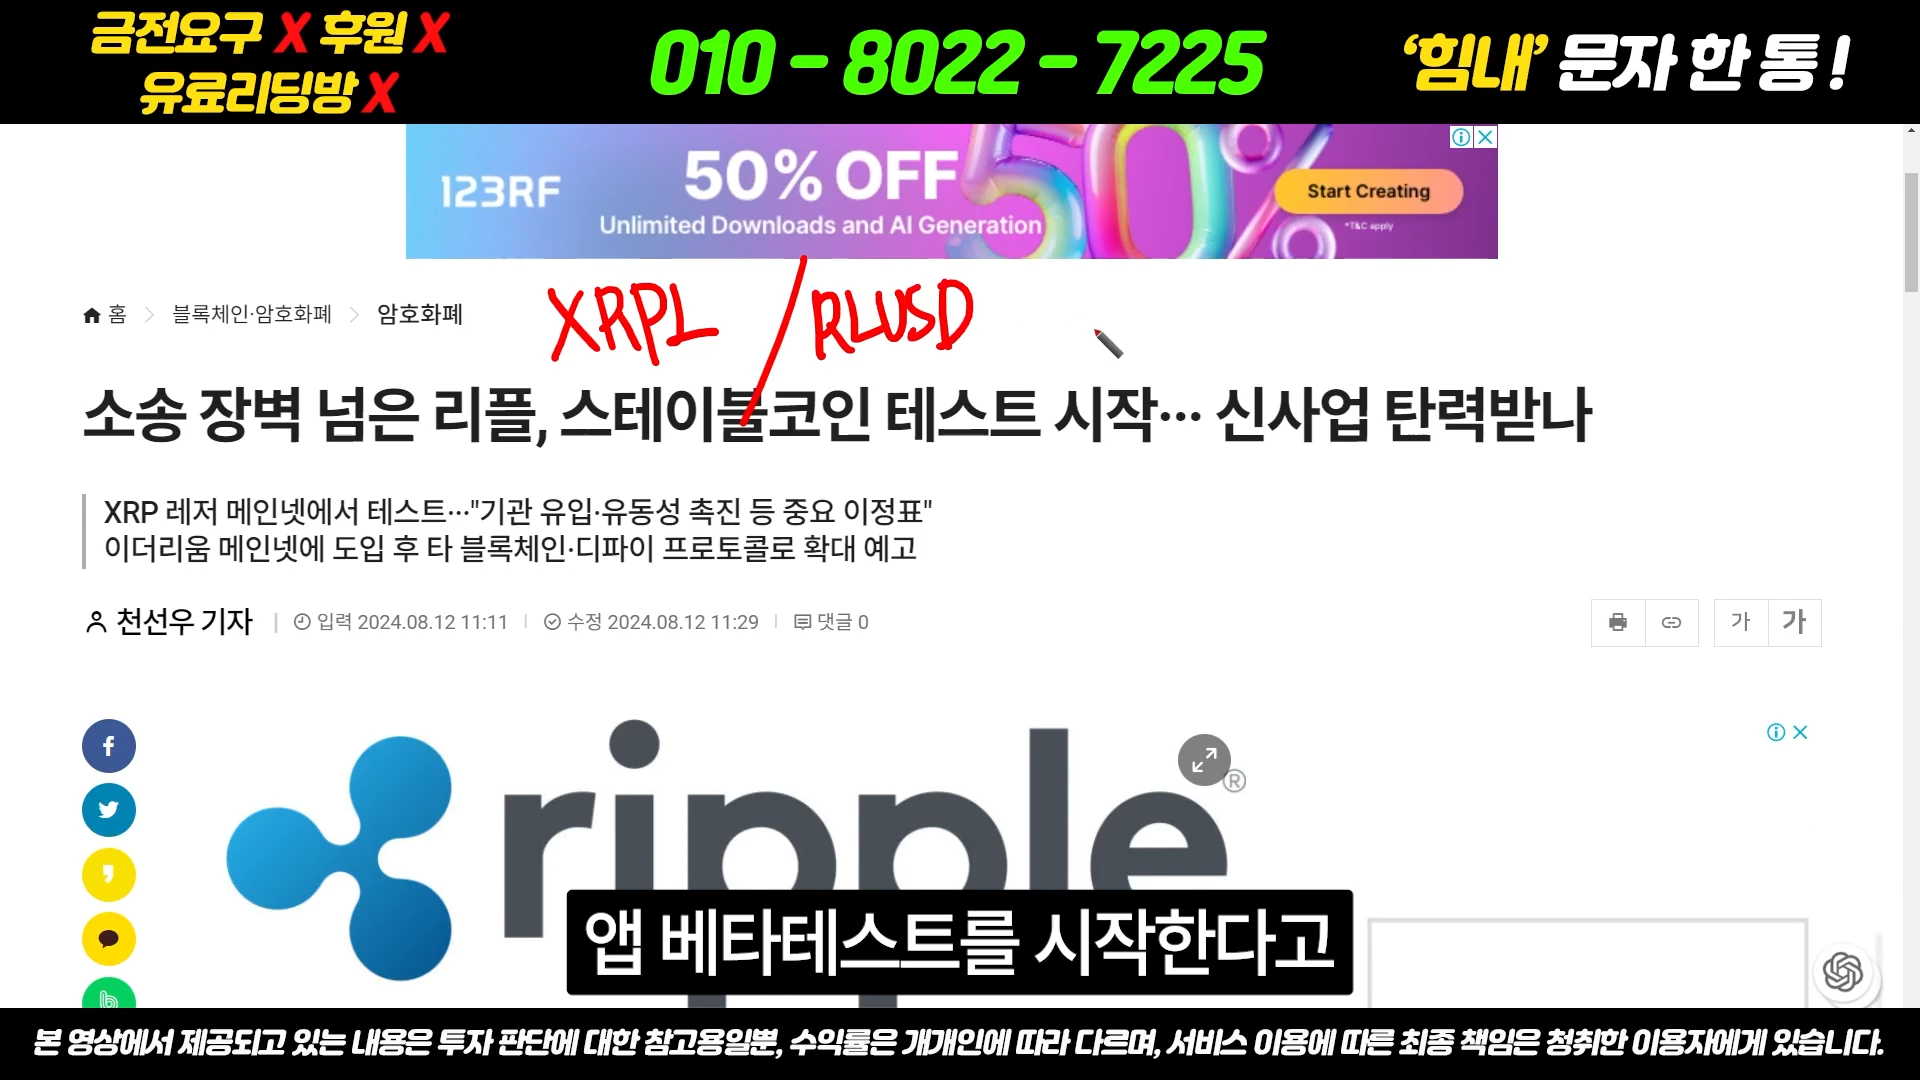 금전요구 X 후원 X
유료리딩방 X
010 - 8022 - 7225
'힘내' 문자 한 통 !
123RF
50% OFF
Unlimited Downloads and AI Generation
50%
Start Creating
*T&C apply
XRPL / RLUSD
홈 > 블록체인·암호화폐 > 암호화폐
소송 장벽 넘은 리플, 스테이블코인 테스트 시작… 신사업 탄력받나
XRP 레저 메인넷에서 테스트…"기관 유입·유동성 촉진 등 중요 이정표"
이더리움 메인넷에 도입 후 타 블록체인·디파이 프로토콜로 확대 예고
천선우 기자 | 입력 2024.08.12 11:11 | 수정 2024.08.12 11:29 | 댓글 0
가 가
ripple®
앱 베타테스트를 시작한다고
본 영상에서 제공되고 있는 내용은 투자 판단에 대한 참고용일뿐, 수익률은 개개인에 따라 다르며, 서비스 이용에 따른 최종 책임은 청취한 이용자에게 있습니다.